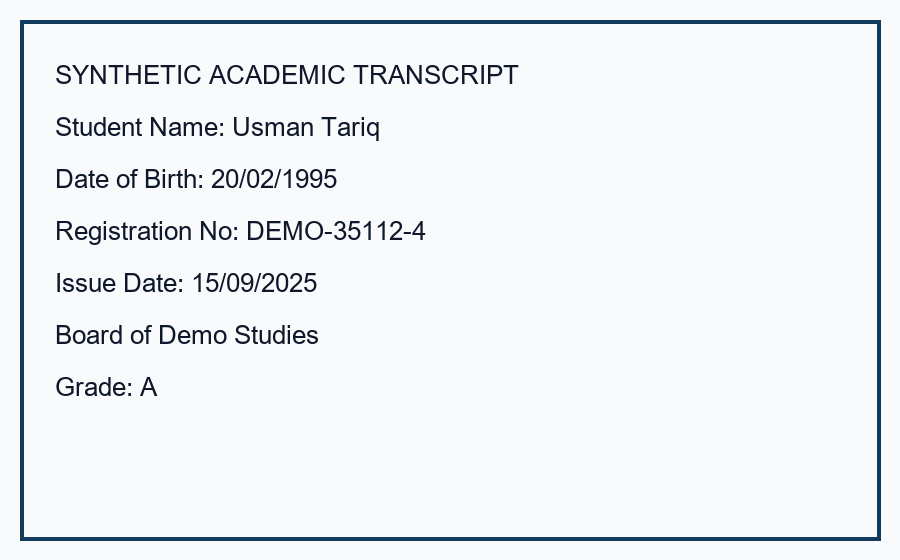 SYNTHETIC ACADEMIC TRANSCRIPT
Student Name: Usman Tariq
Date of Birth: 20/02/1995
Registration No: DEMO-35112-4
Issue Date: 15/09/2025
Board of Demo Studies
Grade: A